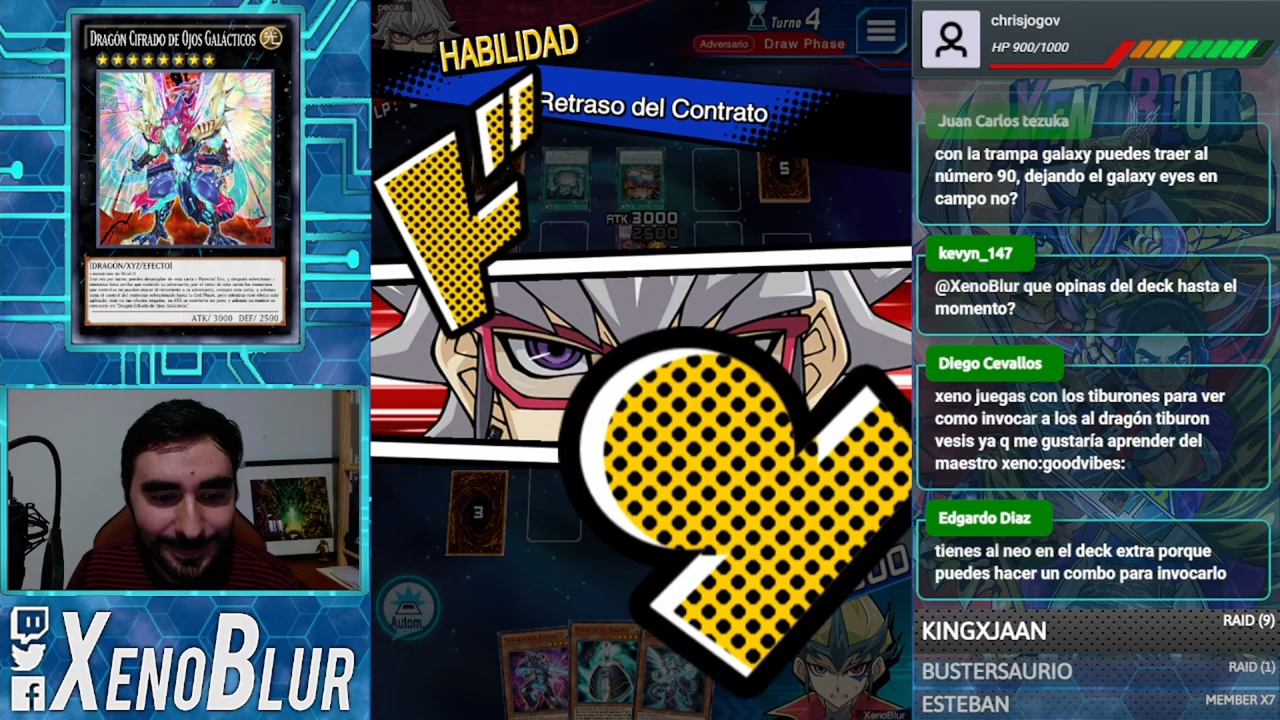 DRAGÓN CIFRADO DE OJOS GALÁCTICOS
[DRAGÓN/XYZ/EFECTO]
ATK/ 3000 DEF/ 2500
XENOBLUR
pecas
LP
Turno 4
Adversario Draw Phase
HABILIDAD
Retraso del Contrato
5
ATK 3000
2500
3
Autom.
XenoBlur
chrisjogov
HP 900/1000
XENOBLUR
Juan Carlos tezuka
con la trampa galaxy puedes traer al
número 90, dejando el galaxy eyes en
campo no?
kevyn_147
@XenoBlur que opinas del deck hasta el
momento?
Diego Cevallos
xeno juegas con los tiburones para ver
como invocar a los al dragón tiburon
vesis ya q me gustaría aprender del
maestro xeno:goodvibes:
Edgardo Diaz
tienes al neo en el deck extra porque
puedes hacer un combo para invocarlo
KINGXJAAN RAID (9)
BUSTERSAURIO RAID (1)
ESTEBAN MEMBER X7